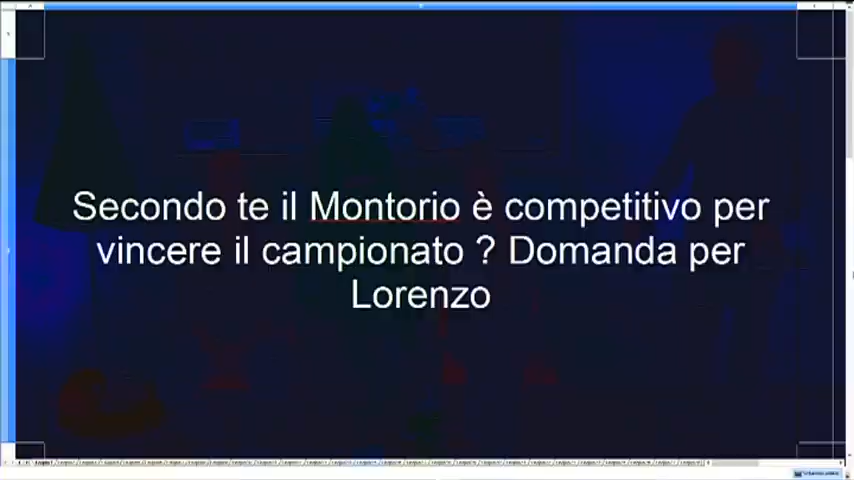 Secondo te il Montorio è competitivo per
vincere il campionato ? Domanda per
Lorenzo